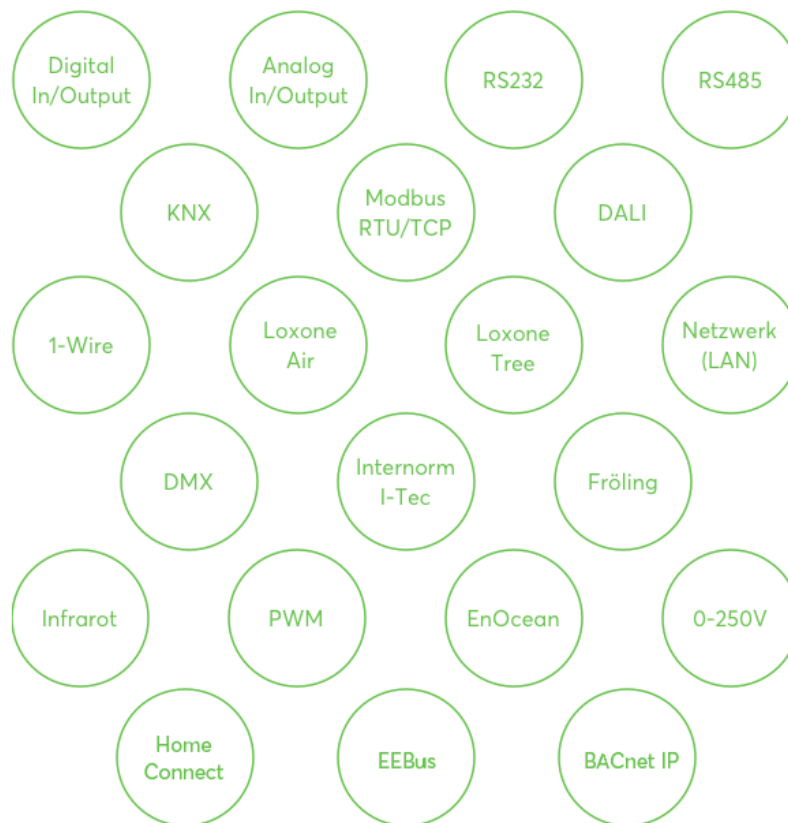 Digital
In/Output
Analog
In/Output
RS232
RS485
KNX
Modbus
RTU/TCP
DALI
1-Wire
Loxone
Air
Loxone
Tree
Netzwerk
(LAN)
DMX
Internorm
I-Tec
Fröling
Infrarot
PWM
EnOcean
0-250V
Home
Connect
EEBus
BACnet IP